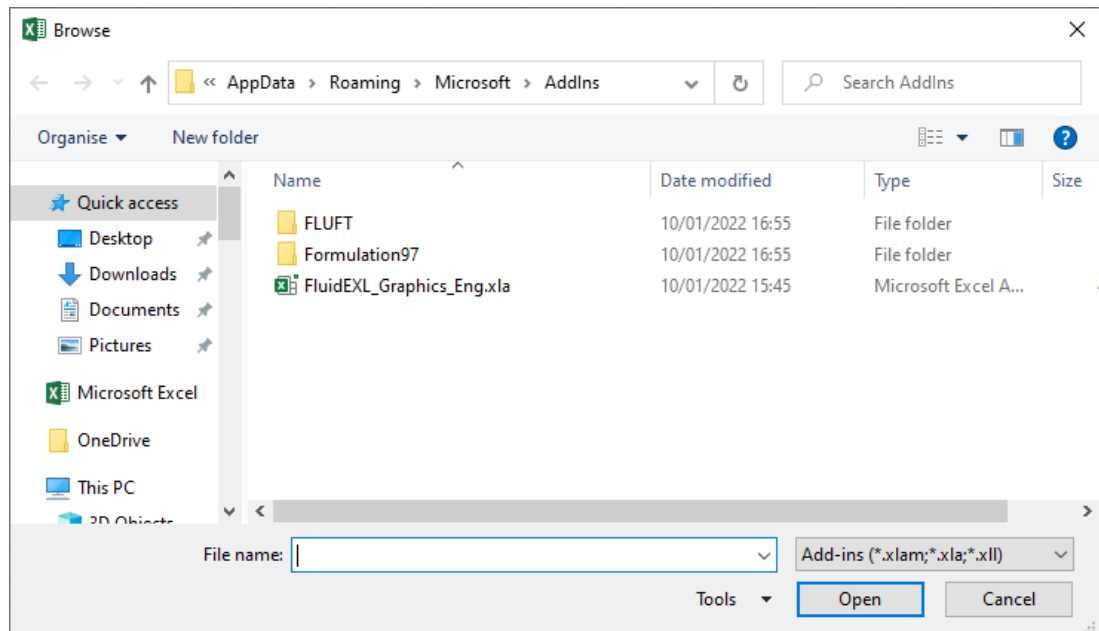 Browse
« AppData › Roaming › Microsoft › AddIns
Search AddIns
Organise
New folder
Name Date modified Type Size
Quick access
Desktop
Downloads
Documents
Pictures
Microsoft Excel
OneDrive
This PC
3D Objects
FLUFT 10/01/2022 16:55 File folder
Formulation97 10/01/2022 16:55 File folder
FluidEXL_Graphics_Eng.xla 10/01/2022 15:45 Microsoft Excel A...
File name:
Add-ins (*.xlam;*.xla;*.xll)
Tools
Open
Cancel